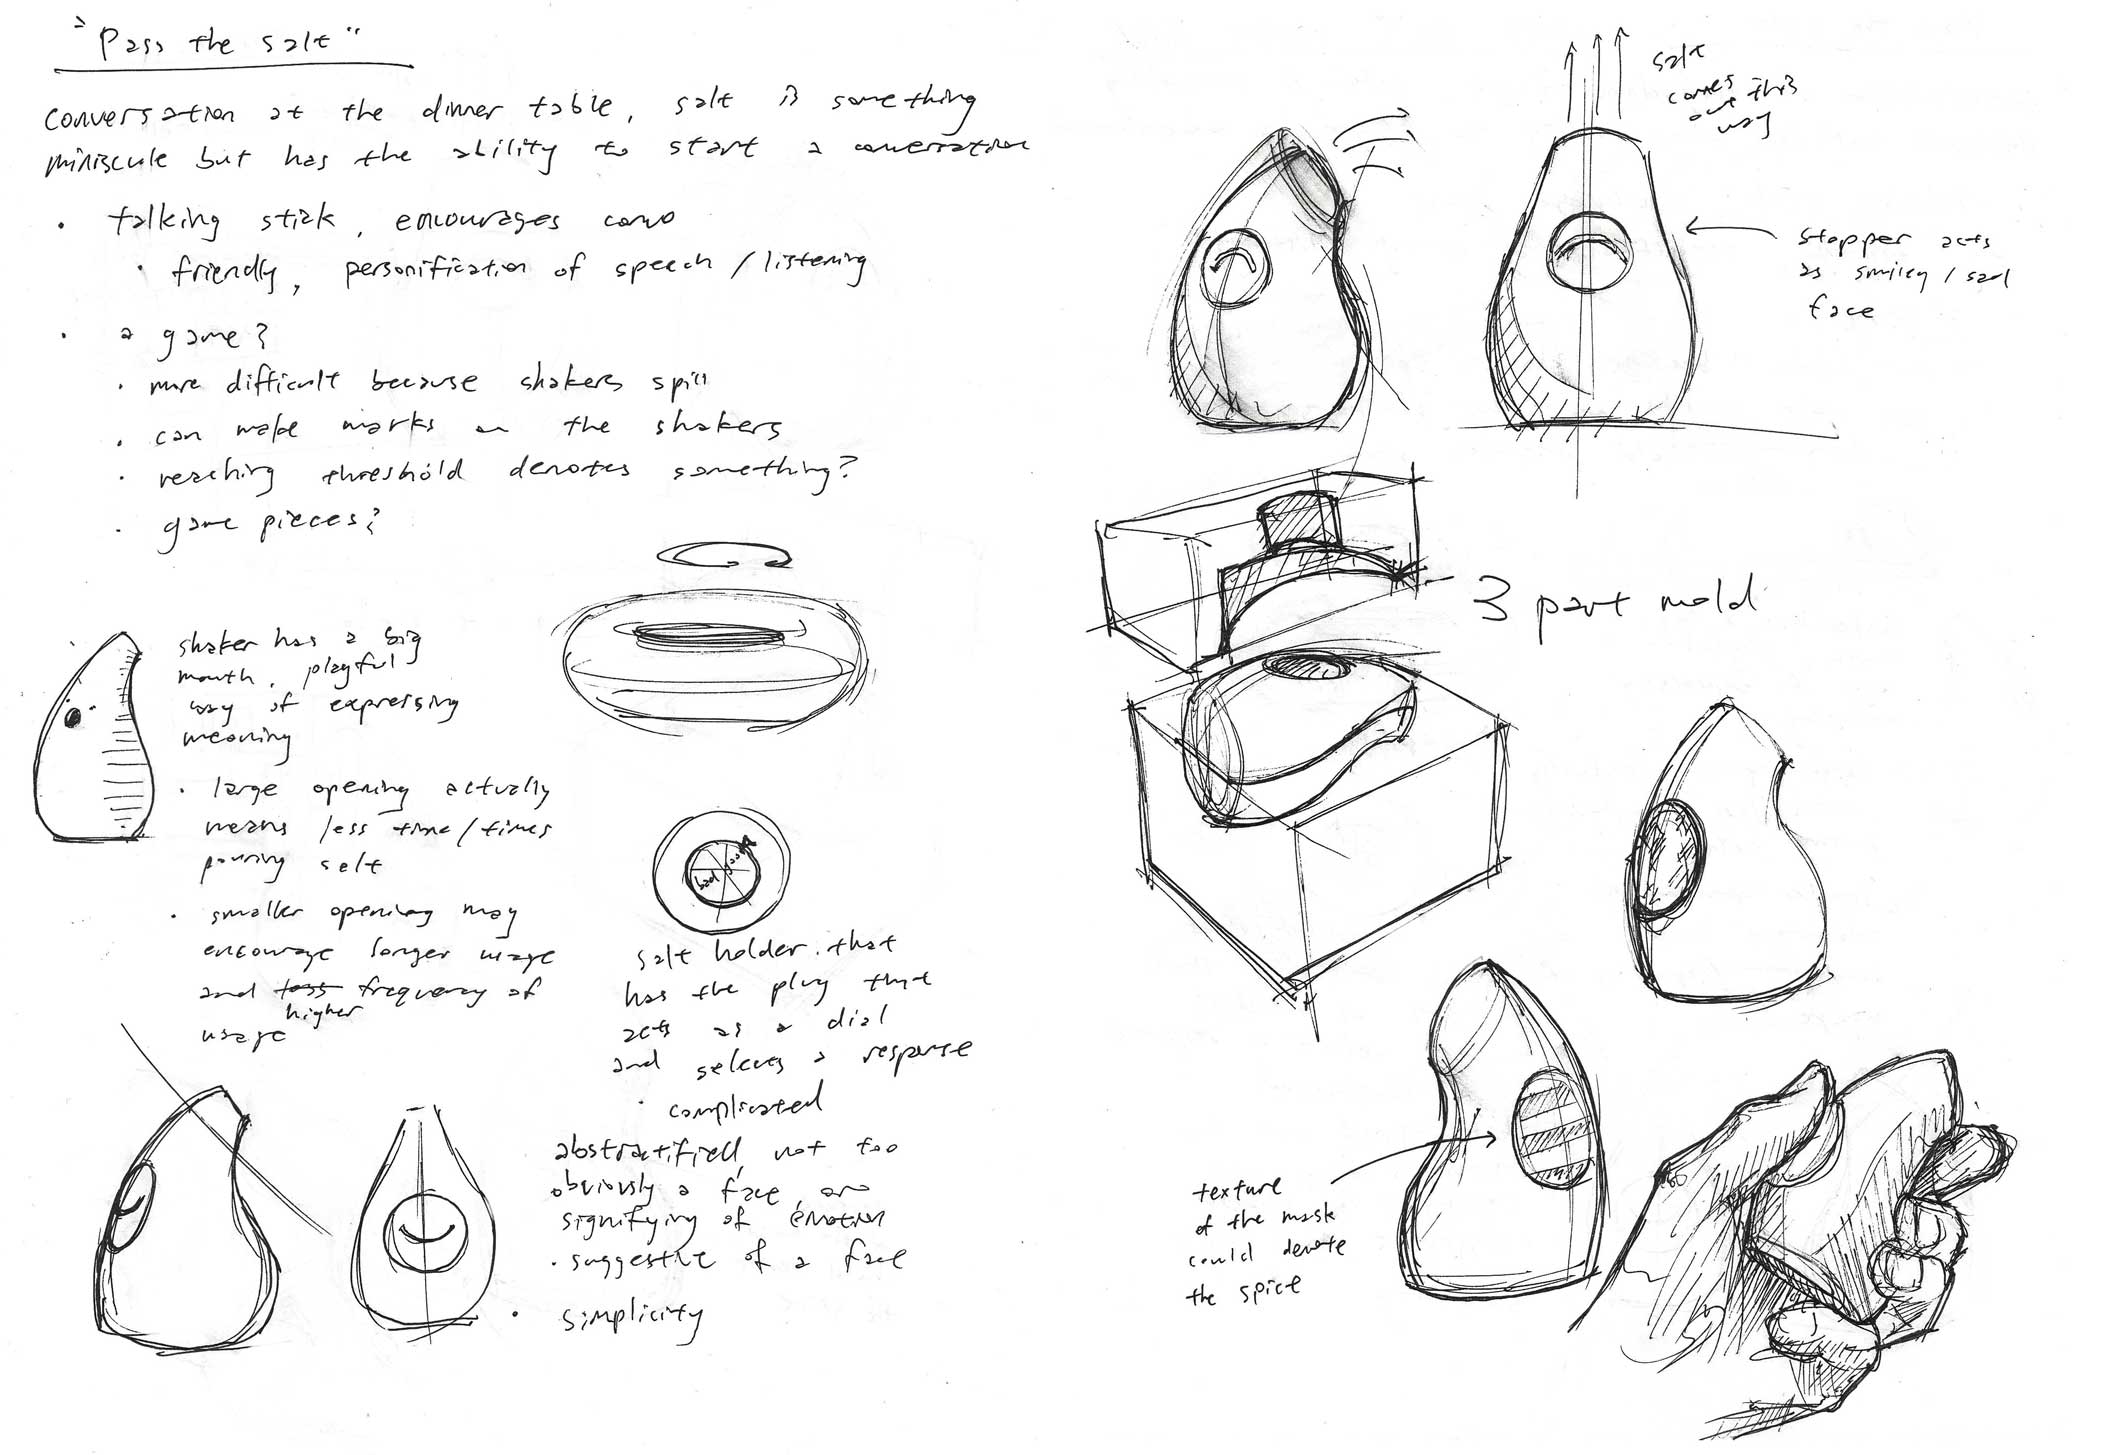 "Pass the salt"
conversation at the dinner table, salt is something
miniscule but has the ability to start a conversation
· talking stick, encourages convo
· friendly, personification of speech / listening
· a game?
· more difficult because shakers spill
· can make marks on the shakers
· reaching threshold denotes something?
· game pieces?
shaker has a big
mouth, playful
way of expressing
meaning
· large opening actually
means less time/times
pouring salt
· smaller opening may
encourage longer usage
and less frequency of
higher
usage
bad good
salt holder that
has the plug that
acts as a dial
and selects a response
· complicated
abstractified, not too
obviously a face,
signifying of emotion
· suggestive of a face
· simplicity
salt
comes
out this
way
stopper acts
as smiley / sad
face
3 part mold
texture
of the mask
could denote
the spice